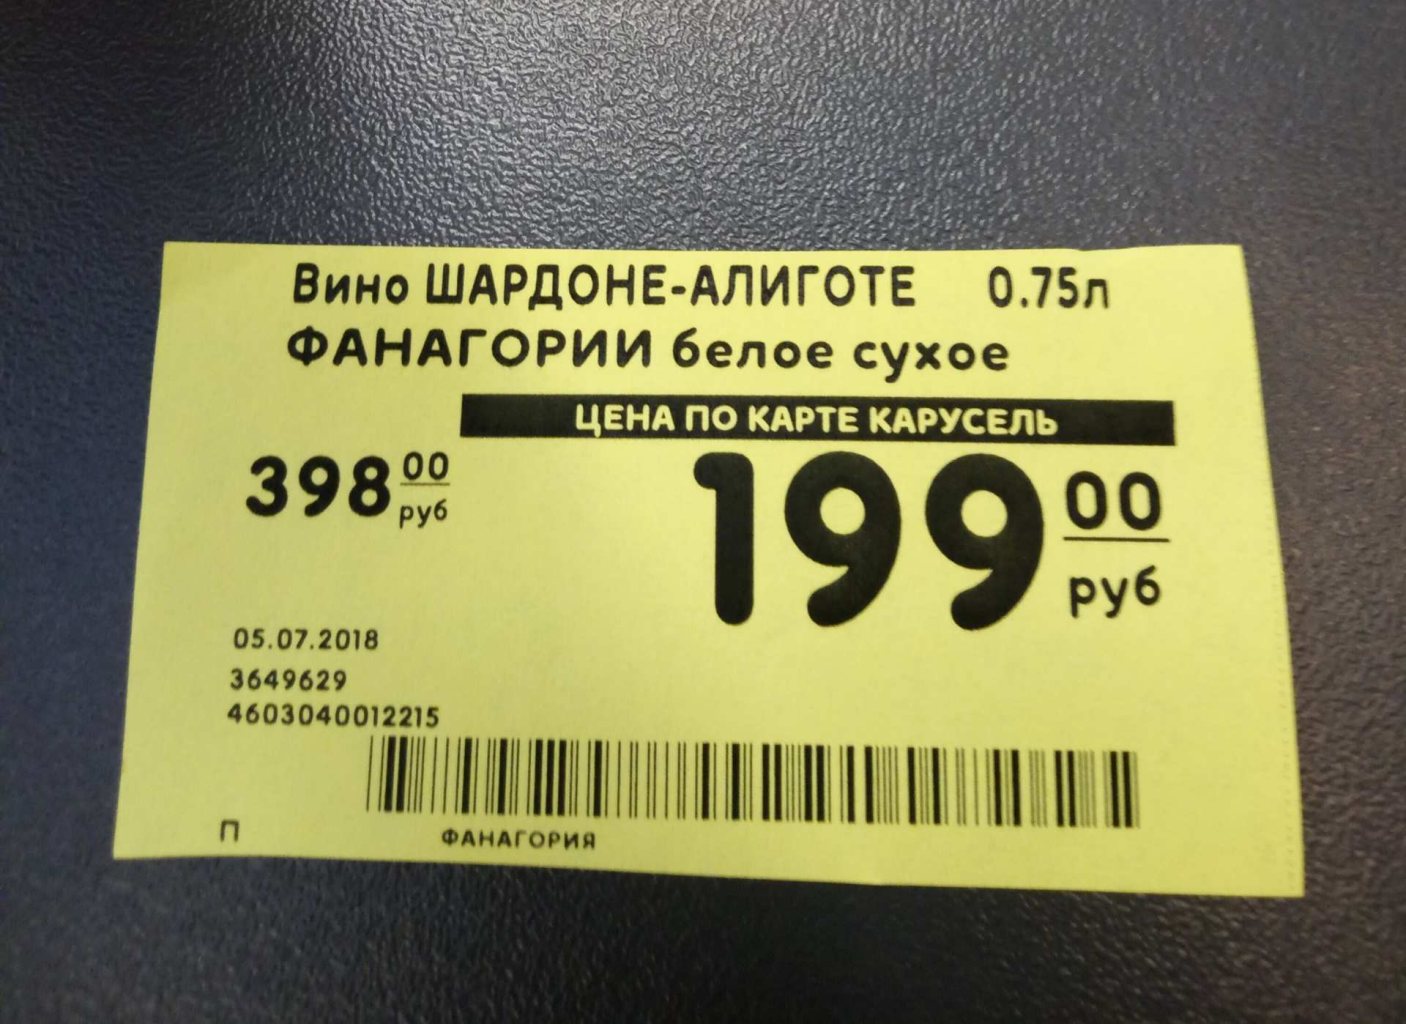 Вино ШАРДОНЕ-АЛИГОТЕ 0.75л
ФАНАГОРИИ белое сухое
ЦЕНА ПО КАРТЕ КАРУСЕЛЬ
398 00 руб
199 00 руб
05.07.2018
3649629
4603040012215
П ФАНАГОРИЯ